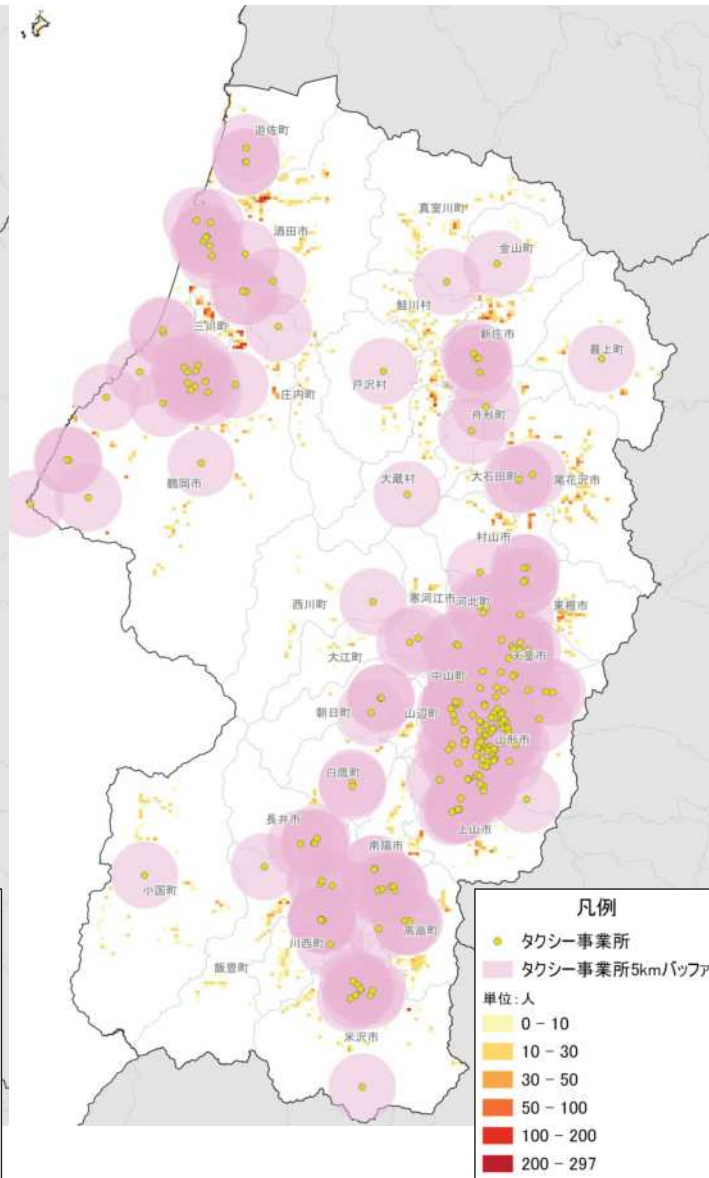 遊佐町
酒田市
真室川町
金山町
鮭川村
三川町
新庄市
最上町
庄内町
戸沢村
舟形町
鶴岡市
大蔵村
大石田町
尾花沢市
村山市
西川町
寒河江市
河北町
東根市
大江町
天童市
中山町
朝日町
山辺町
山形市
白鷹町
長井市
上山市
南陽市
小国町
川西町
高畠町
飯豊町
米沢市
凡例
タクシー事業所
タクシー事業所5kmバッファ
単位:人
0 - 10
10 - 30
30 - 50
50 - 100
100 - 200
200 - 297